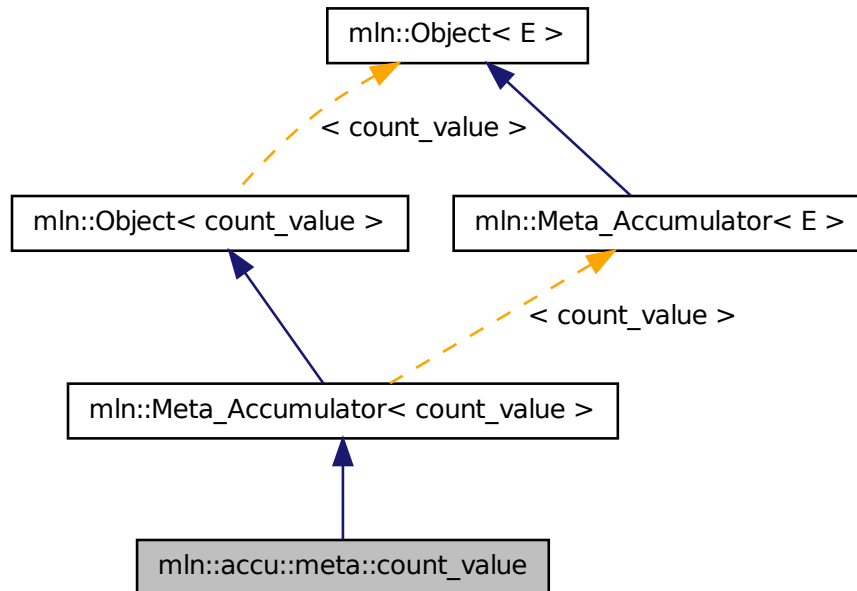 mln::Object< E >
< count_value >
mln::Object< count_value >
mln::Meta_Accumulator< E >
< count_value >
mln::Meta_Accumulator< count_value >
mln::accu::meta::count_value